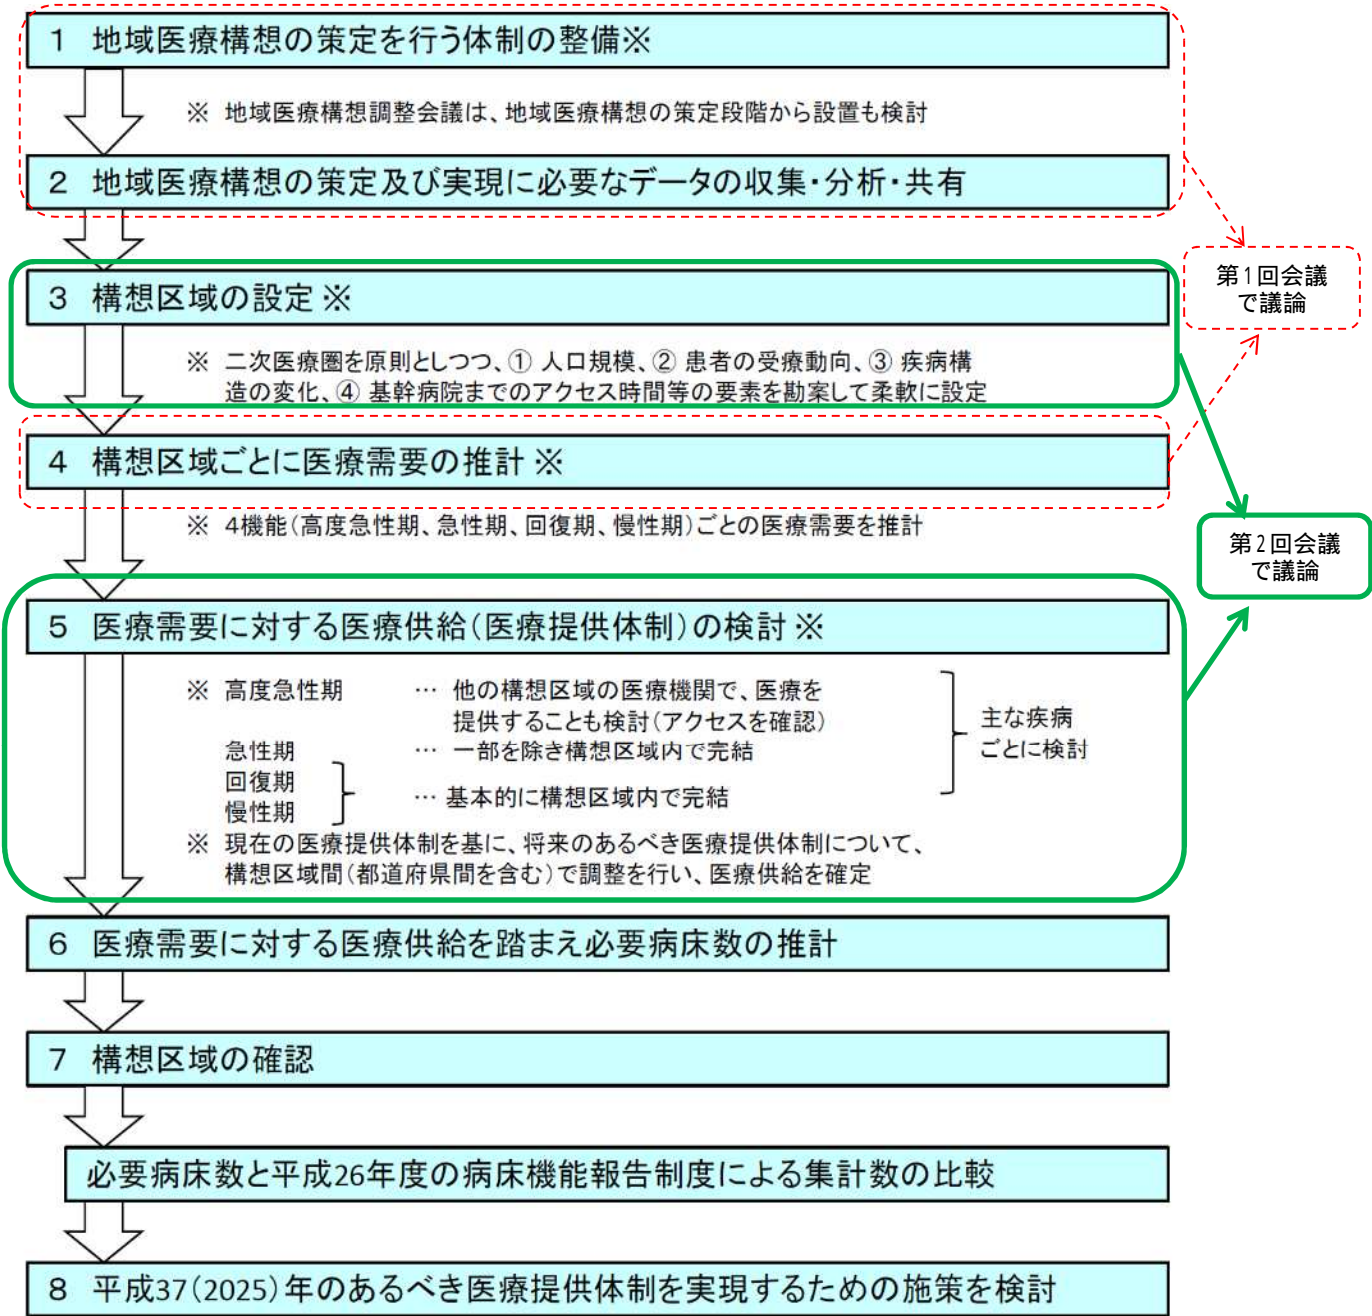 1 地域医療構想の策定を行う体制の整備※
※ 地域医療構想調整会議は、地域医療構想の策定段階から設置も検討
2 地域医療構想の策定及び実現に必要なデータの収集・分析・共有
第1回会議
で議論
3 構想区域の設定※
※ 二次医療圏を原則としつつ、① 人口規模、② 患者の受療動向、③ 疾病構
造の変化、④ 基幹病院までのアクセス時間等の要素を勘案して柔軟に設定
4 構想区域ごとに医療需要の推計※
※ 4機能(高度急性期、急性期、回復期、慢性期)ごとの医療需要を推計
第2回会議
で議論
5 医療需要に対する医療供給(医療提供体制)の検討※
※ 高度急性期 … 他の構想区域の医療機関で、医療を
提供することも検討(アクセスを確認)
急性期 … 一部を除き構想区域内で完結
回復期
慢性期
… 基本的に構想区域内で完結
主な疾病
ごとに検討
※ 現在の医療提供体制を基に、将来のあるべき医療提供体制について、
構想区域間(都道府県間を含む)で調整を行い、医療供給を確定
6 医療需要に対する医療供給を踏まえ必要病床数の推計
7 構想区域の確認
必要病床数と平成26年度の病床機能報告制度による集計数の比較
8 平成37(2025)年のあるべき医療提供体制を実現するための施策を検討